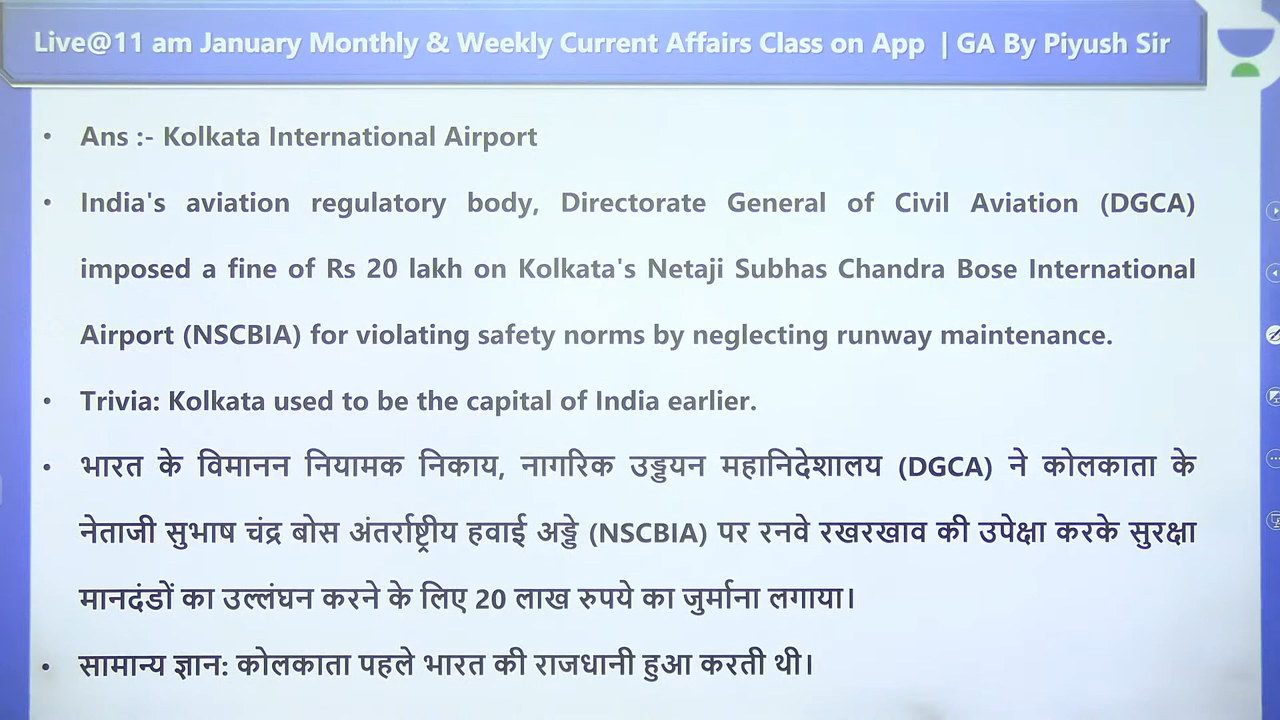 Live@11 am January Monthly & Weekly Current Affairs Class on App | GA By Piyush Sir
• Ans :- Kolkata International Airport
• India's aviation regulatory body, Directorate General of Civil Aviation (DGCA)
imposed a fine of Rs 20 lakh on Kolkata's Netaji Subhas Chandra Bose International
Airport (NSCBIA) for violating safety norms by neglecting runway maintenance.
• Trivia: Kolkata used to be the capital of India earlier.
• भारत के विमानन नियामक निकाय, नागरिक उड्डयन महानिदेशालय (DGCA) ने कोलकाता के
नेताजी सुभाष चंद्र बोस अंतर्राष्ट्रीय हवाई अड्डे (NSCBIA) पर रनवे रखरखाव की उपेक्षा करके सुरक्षा
मानदंडों का उल्लंघन करने के लिए 20 लाख रुपये का जुर्माना लगाया।
• सामान्य ज्ञान: कोलकाता पहले भारत की राजधानी हुआ करती थी।